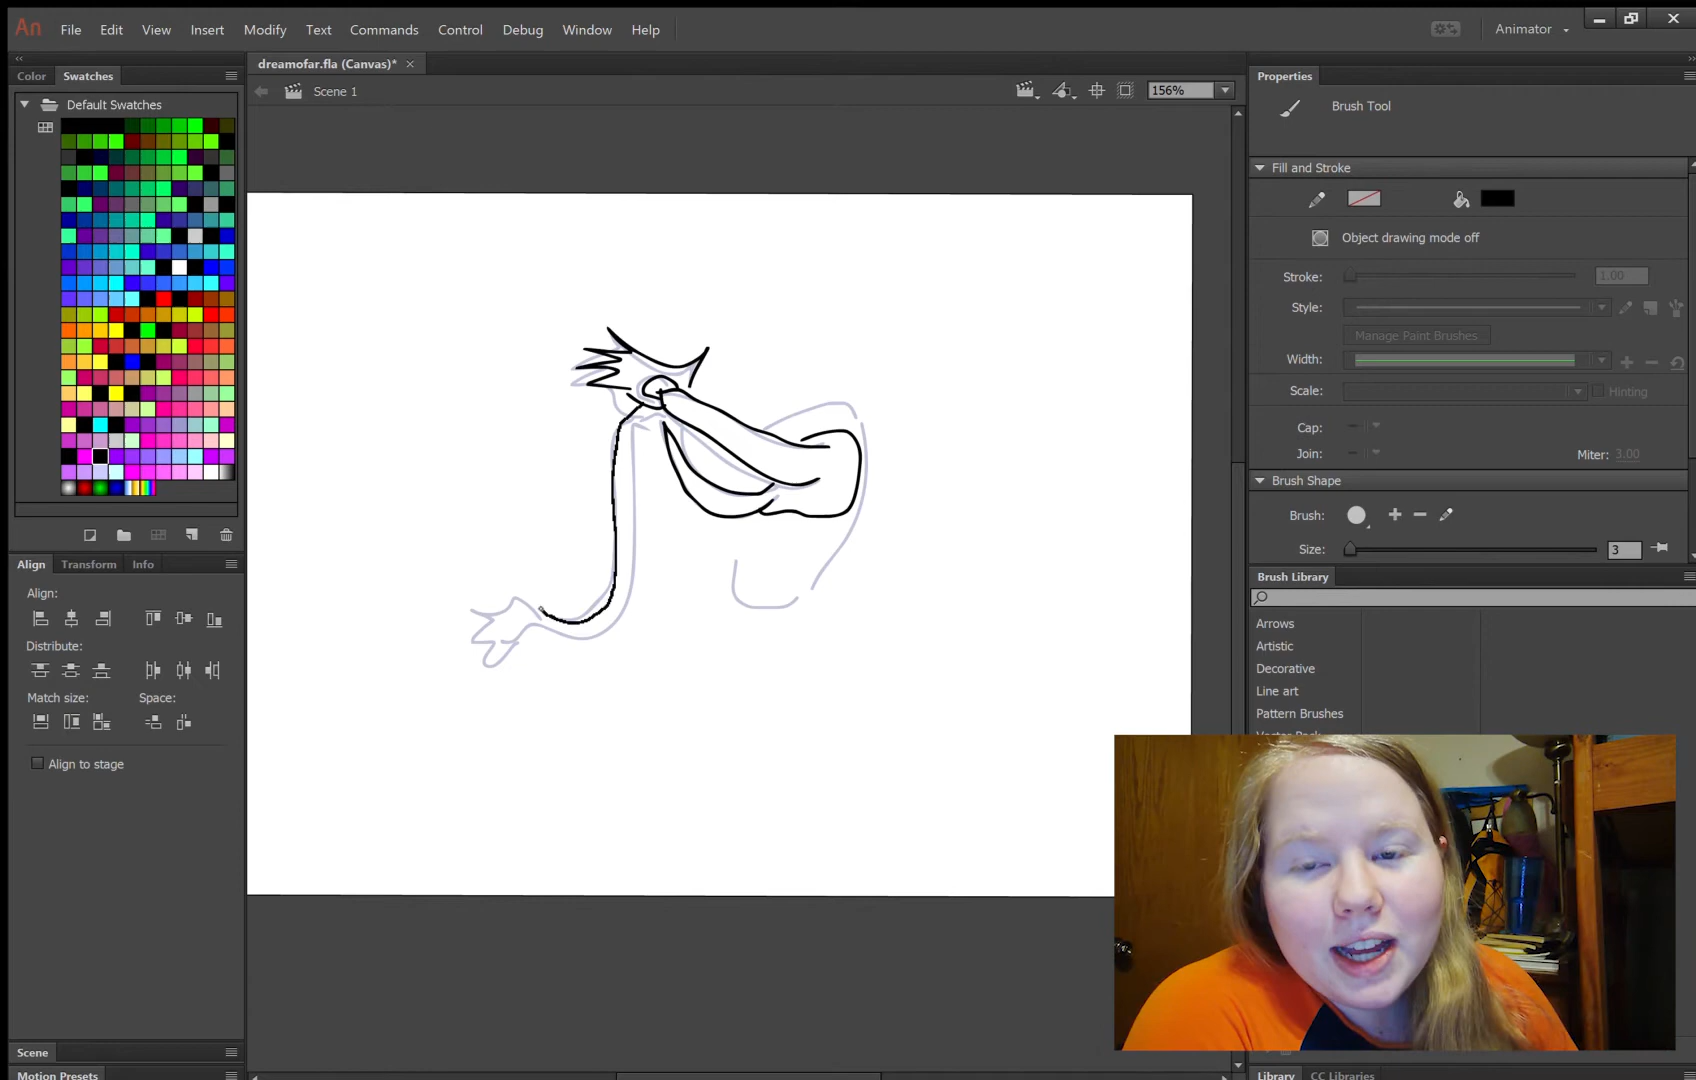 An File Edit View Insert Modify Text Commands Control Debug Window Help Animator
Color Swatches
dreamofar.fla (Canvas)*
Properties
Default Swatches
Scene 1
156%
Brush Tool
Fill and Stroke
Object drawing mode off
Stroke: 1.00
Style:
Manage Paint Brushes
Width:
Scale: Hinting
Cap:
Join: Miter: 3.00
Brush Shape
Brush:
Size: 3
Align Transform Info
Brush Library
Align:
Arrows
Distribute:
Artistic
Decorative
Match size: Space:
Line art
Pattern Brushes
Align to stage
Scene
Motion Presets
Library CC Libraries